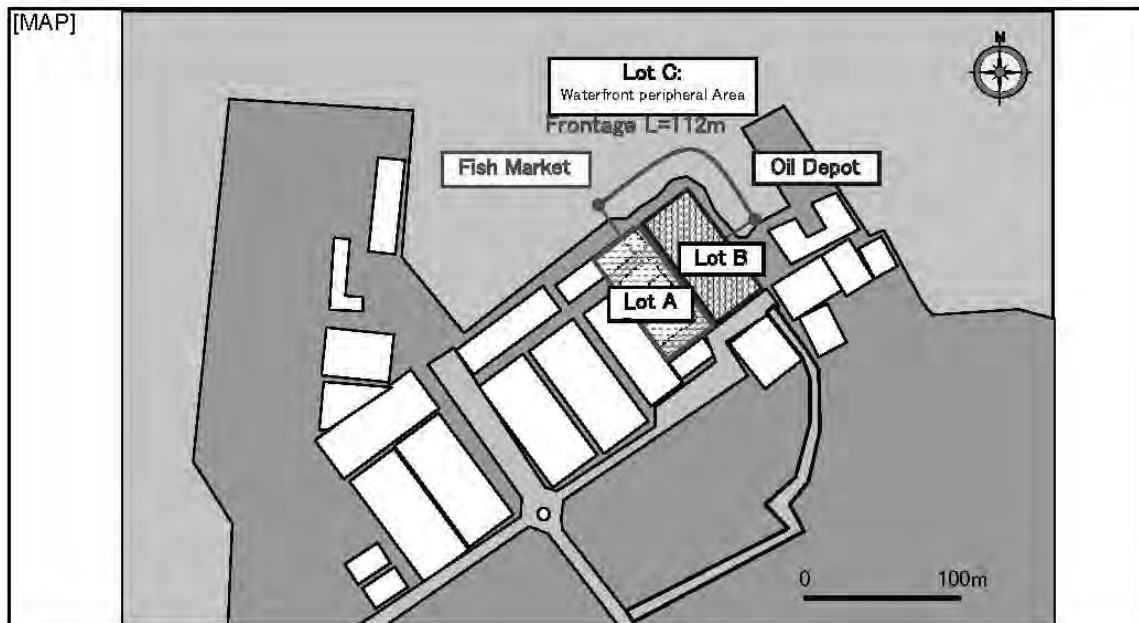 [MAP]
N
Lot C:
Waterfront peripheral Area
Frontage L=112m
Fish Market
Oil Depot
Lot B
Lot A
0 100m